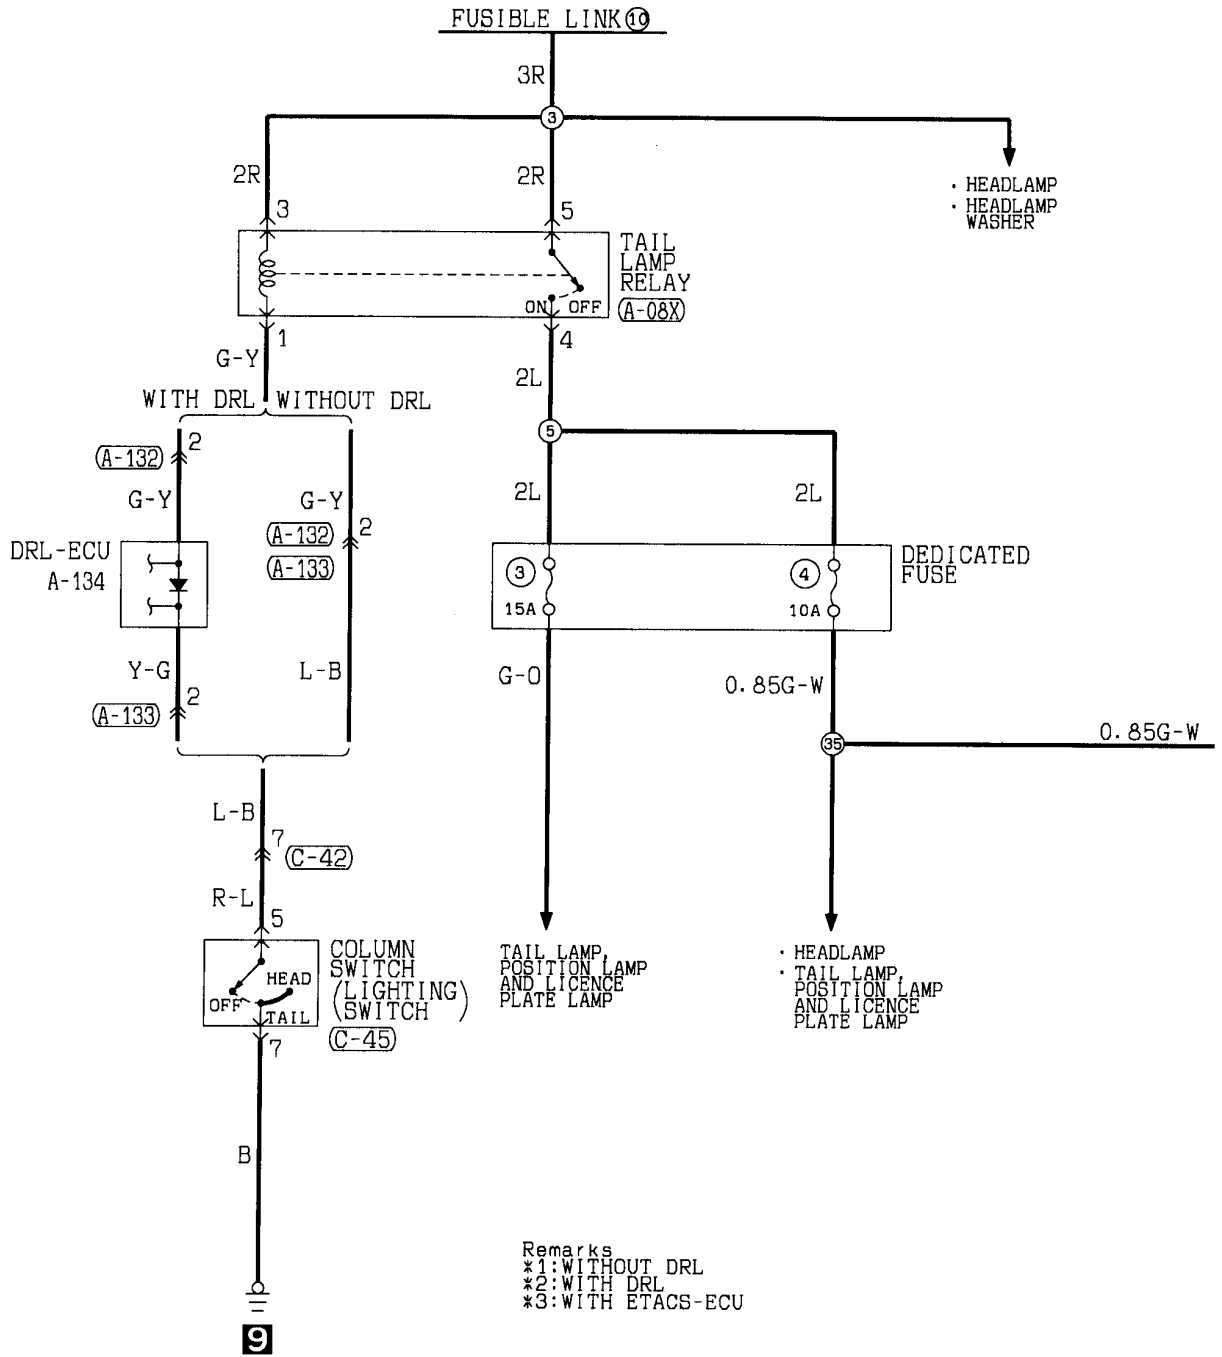 FUSIBLE LINK ⑩
3R
③
2R
2R
· HEADLAMP
· HEADLAMP
WASHER
3
5
TAIL
LAMP
RELAY
ON OFF
(A-08X)
1
4
G-Y
2L
WITH DRL WITHOUT DRL
⑤
2
(A-132)
G-Y
G-Y
2L
2L
(A-132)
2
(A-133)
DRL-ECU
A-134
③
15A
④
10A
DEDICATED
FUSE
Y-G
L-B
G-O
0.85G-W
2
(A-133)
㉟
0.85G-W
L-B
7
(C-42)
R-L
5
COLUMN
SWITCH
(LIGHTING)
(SWITCH)
HEAD
OFF
TAIL
(C-45)
7
TAIL LAMP,
POSITION LAMP
AND LICENCE
PLATE LAMP
· HEADLAMP
· TAIL LAMP,
POSITION LAMP
AND LICENCE
PLATE LAMP
B
Remarks
*1:WITHOUT DRL
*2:WITH DRL
*3:WITH ETACS-ECU
9